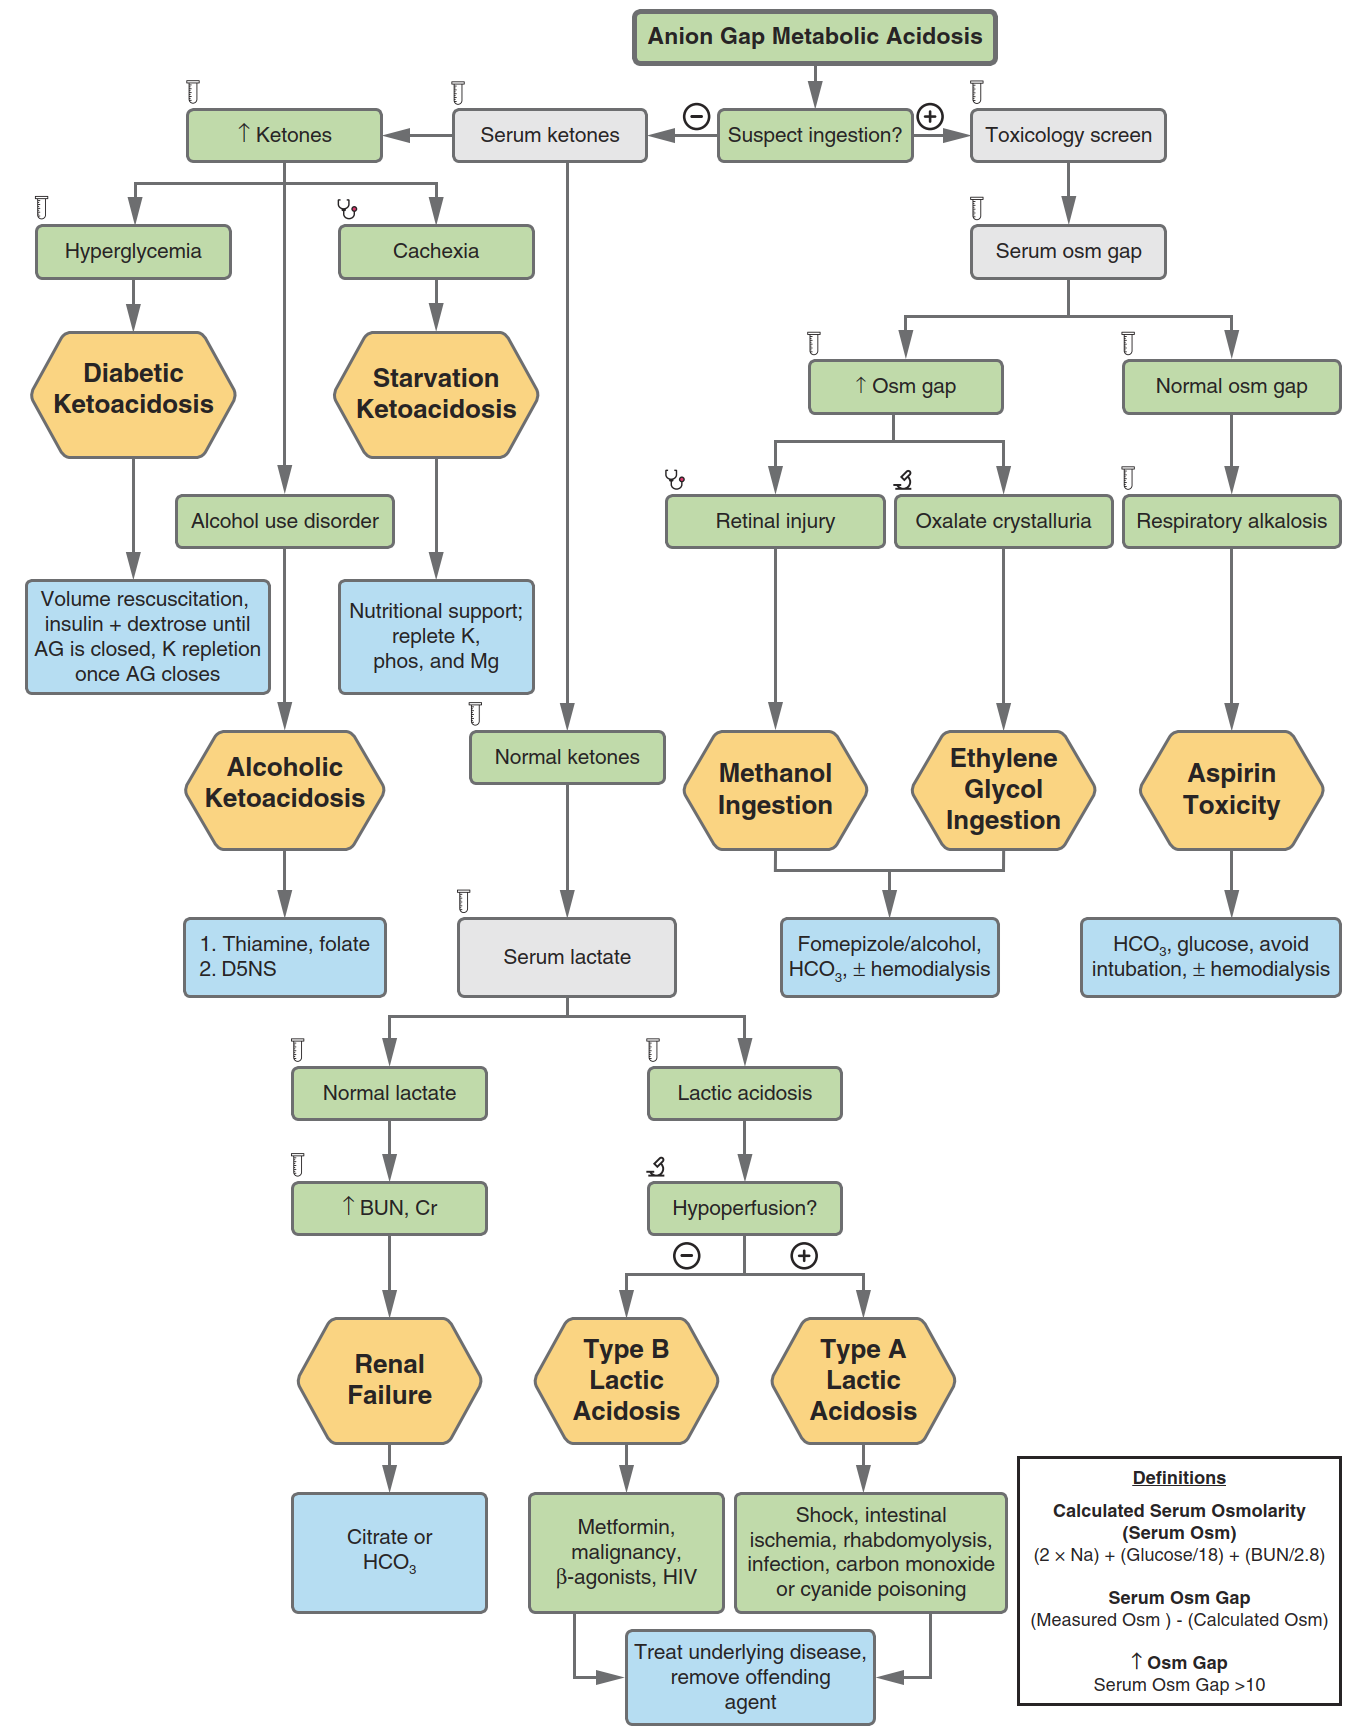 Anion Gap Metabolic Acidosis
↑ Ketones
Serum ketones
−
Suspect ingestion?
+
Toxicology screen
Hyperglycemia
Cachexia
Serum osm gap
Diabetic
Ketoacidosis
Starvation
Ketoacidosis
↑ Osm gap
Normal osm gap
Alcohol use disorder
Retinal injury
Oxalate crystalluria
Respiratory alkalosis
Volume rescuscitation,
insulin + dextrose until
AG is closed, K repletion
once AG closes
Nutritional support;
replete K,
phos, and Mg
Alcoholic
Ketoacidosis
Normal ketones
Methanol
Ingestion
Ethylene
Glycol
Ingestion
Aspirin
Toxicity
1. Thiamine, folate
2. D5NS
Serum lactate
Fomepizole/alcohol,
HCO₃, ± hemodialysis
HCO₃, glucose, avoid
intubation, ± hemodialysis
Normal lactate
Lactic acidosis
↑ BUN, Cr
Hypoperfusion?
−
+
Renal
Failure
Type B
Lactic
Acidosis
Type A
Lactic
Acidosis
Citrate or
HCO₃
Metformin,
malignancy,
β-agonists, HIV
Shock, intestinal
ischemia, rhabdomyolysis,
infection, carbon monoxide
or cyanide poisoning
Treat underlying disease,
remove offending
agent
Definitions
Calculated Serum Osmolarity
(Serum Osm)
(2 × Na) + (Glucose/18) + (BUN/2.8)
Serum Osm Gap
(Measured Osm ) - (Calculated Osm)
↑ Osm Gap
Serum Osm Gap >10